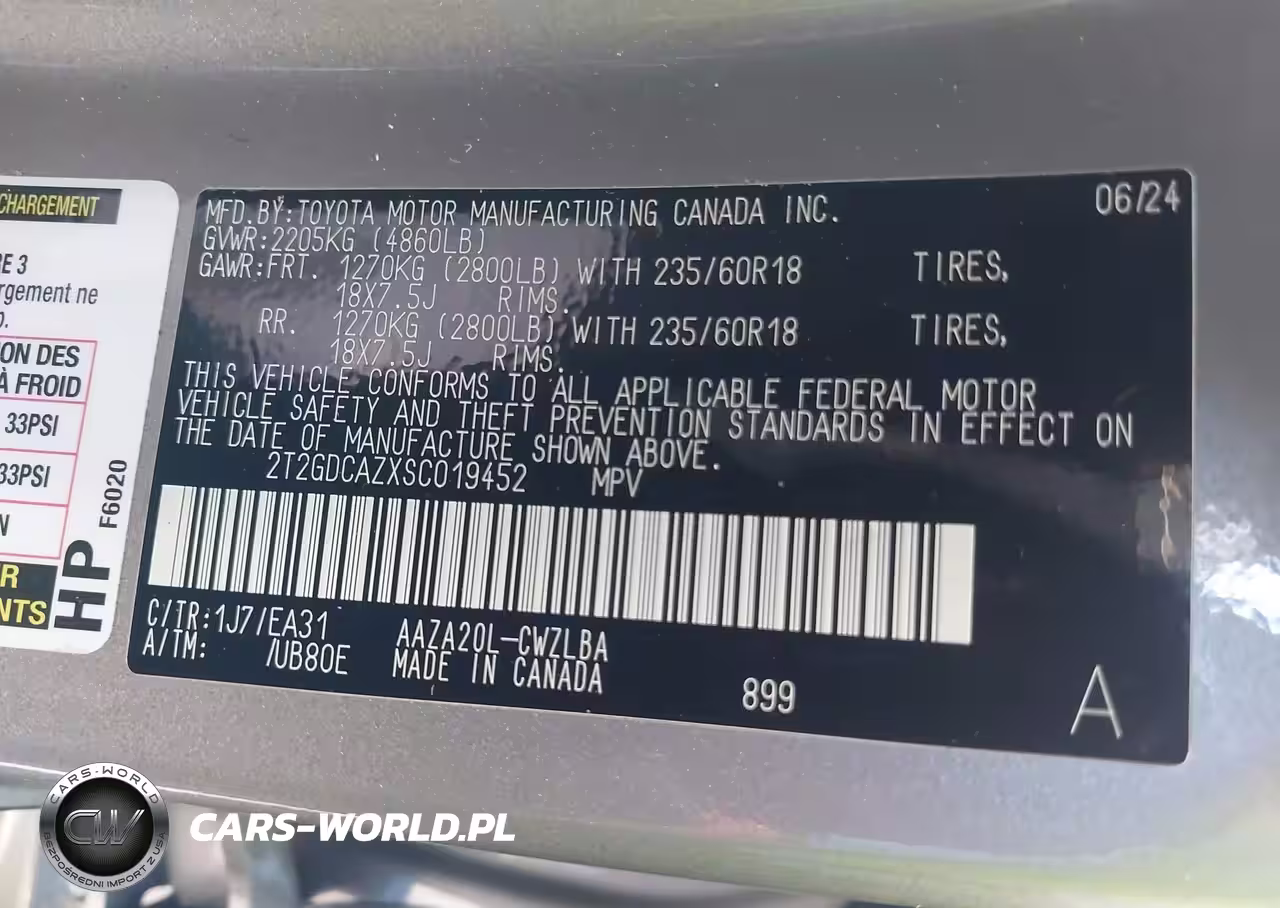 CHARGEMENT
RE 3
rgement ne
ON DES
À FROID
33PSI
33PSI
N
R
NTS
HP
F6020
06/24
MFD.BY:TOYOTA MOTOR MANUFACTURING CANADA INC.
GVWR:2205KG (4860LB)
GAWR:FRT. 1270KG (2800LB) WITH 235/60R18 TIRES,
18X7.5J RIMS.
RR. 1270KG (2800LB) WITH 235/60R18 TIRES,
18X7.5J RIMS.
THIS VEHICLE CONFORMS TO ALL APPLICABLE FEDERAL MOTOR
VEHICLE SAFETY AND THEFT PREVENTION STANDARDS IN EFFECT ON
THE DATE OF MANUFACTURE SHOWN ABOVE.
2T2GDCAZXSC019452 MPV
C/TR:1J7/EA31 AAZA20L-CWZLBA
A/TM: /UB80E MADE IN CANADA
899
A
CARS-WORLD
CW
BEZPOŚREDNI IMPORT Z USA
CARS-WORLD.PL